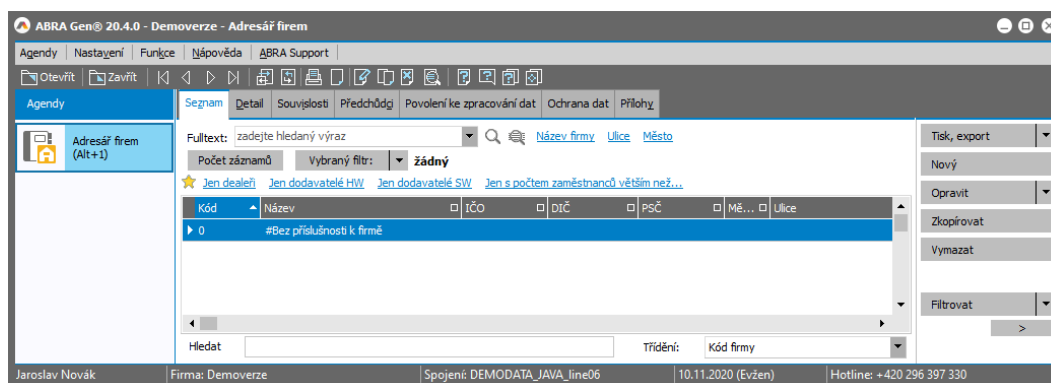 ABRA Gen® 20.4.0 - Demoverze - Adresář firem
Agendy Nastavení Funkce Nápověda ABRA Support
Otevřít Zavřít
Agendy
Adresář firem
(Alt+1)
Seznam Detail Souvislosti Předchůdci Povolení ke zpracování dat Ochrana dat Přílohy
Fulltext: zadejte hledaný výraz Název firmy Ulice Město
Počet záznamů Vybraný filtr: žádný
Jen dealeři Jen dodavatelé HW Jen dodavatelé SW Jen s počtem zaměstnanců větším než...
Kód Název IČO DIČ PSČ Mě... Ulice
0 #Bez příslušnosti k firmě
Hledat Třídění: Kód firmy
Tisk, export
Nový
Opravit
Zkopírovat
Vymazat
Filtrovat
>
Jaroslav Novák Firma: Demoverze Spojení: DEMODATA_JAVA_line06 10.11.2020 (Evžen) Hotline: +420 296 397 330